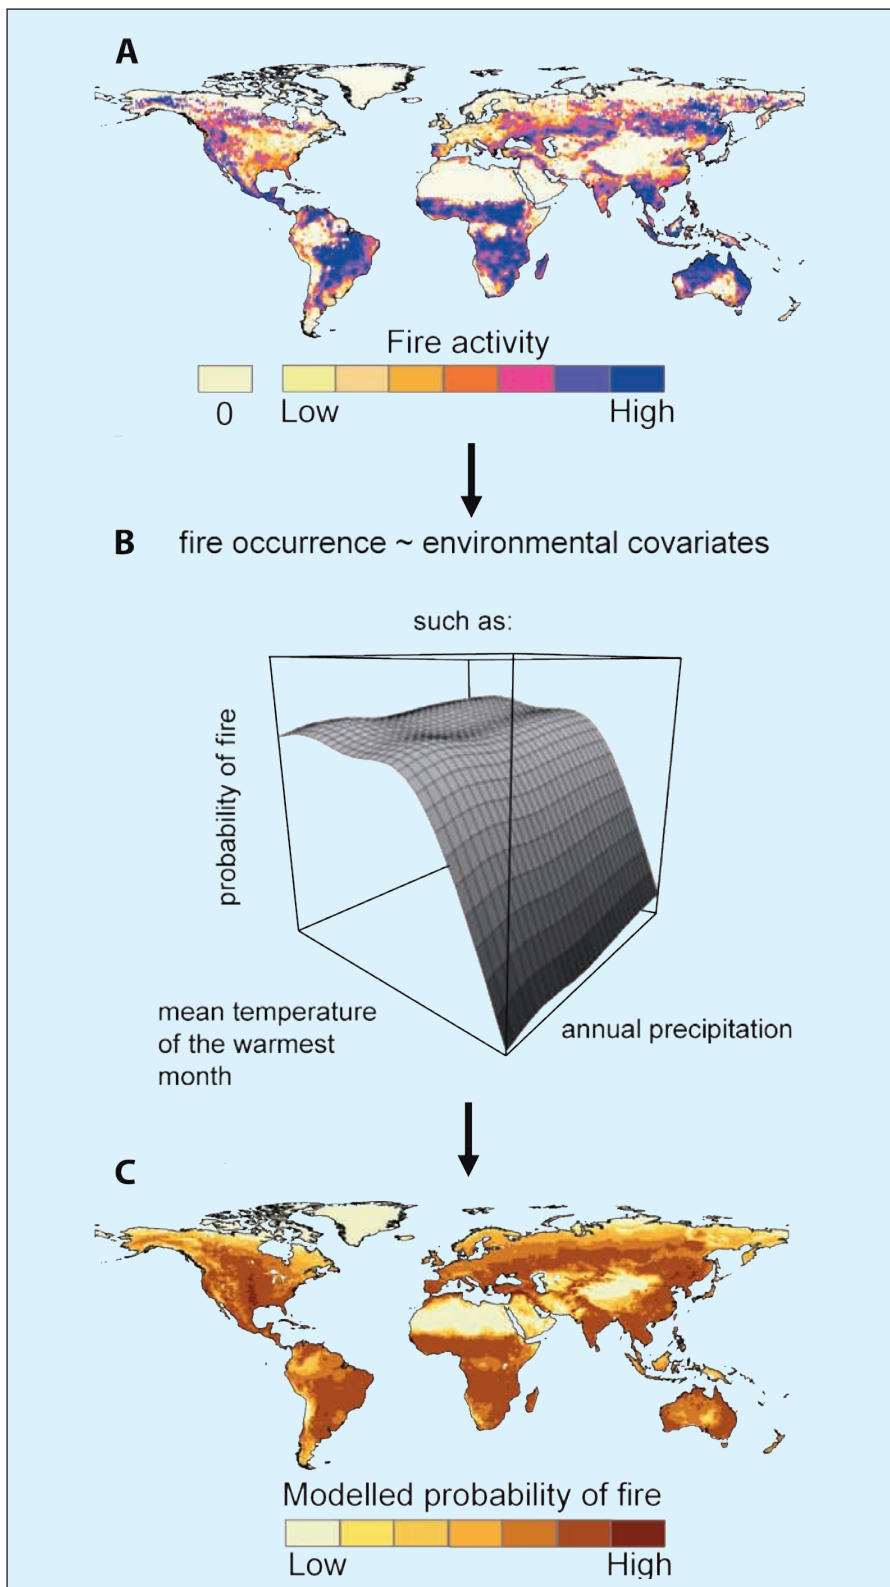 A
Fire activity
0
Low
High
B
fire occurrence ~ environmental covariates
such as:
probability of fire
mean temperature
of the warmest
month
annual precipitation
C
Modelled probability of fire
Low
High